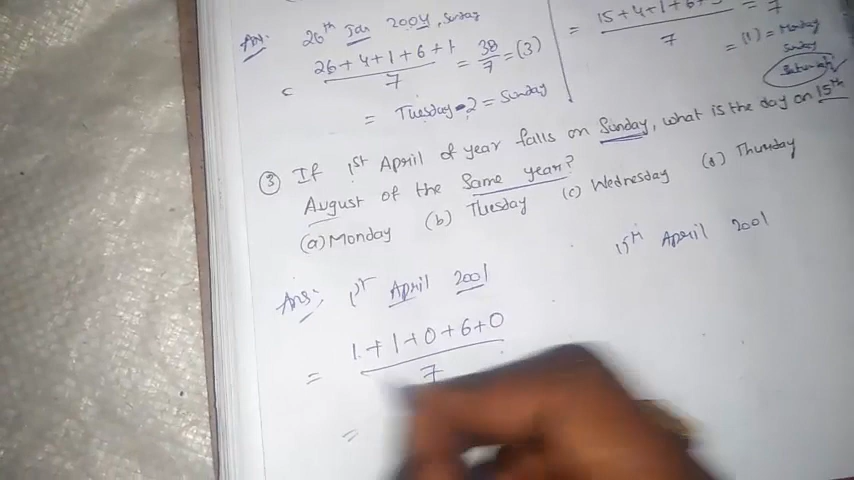 Ans. 26th Jan 2004, Sunday
26+4+1+6+1 / 7 = 38/7 = (3)
= Tuesday-2 = Sunday
= 15+4+1+6+ / 7 = 7
= (1) = Monday
Sunday
Saturday
③ If 1st April of year falls on Sunday, what is the day on 15th
August of the same year?
(a) Monday (b) Tuesday (c) Wednesday (d) Thursday
Ans: 1st April 2001
15th April 2001
= 1+1+0+6+0 / 7
=